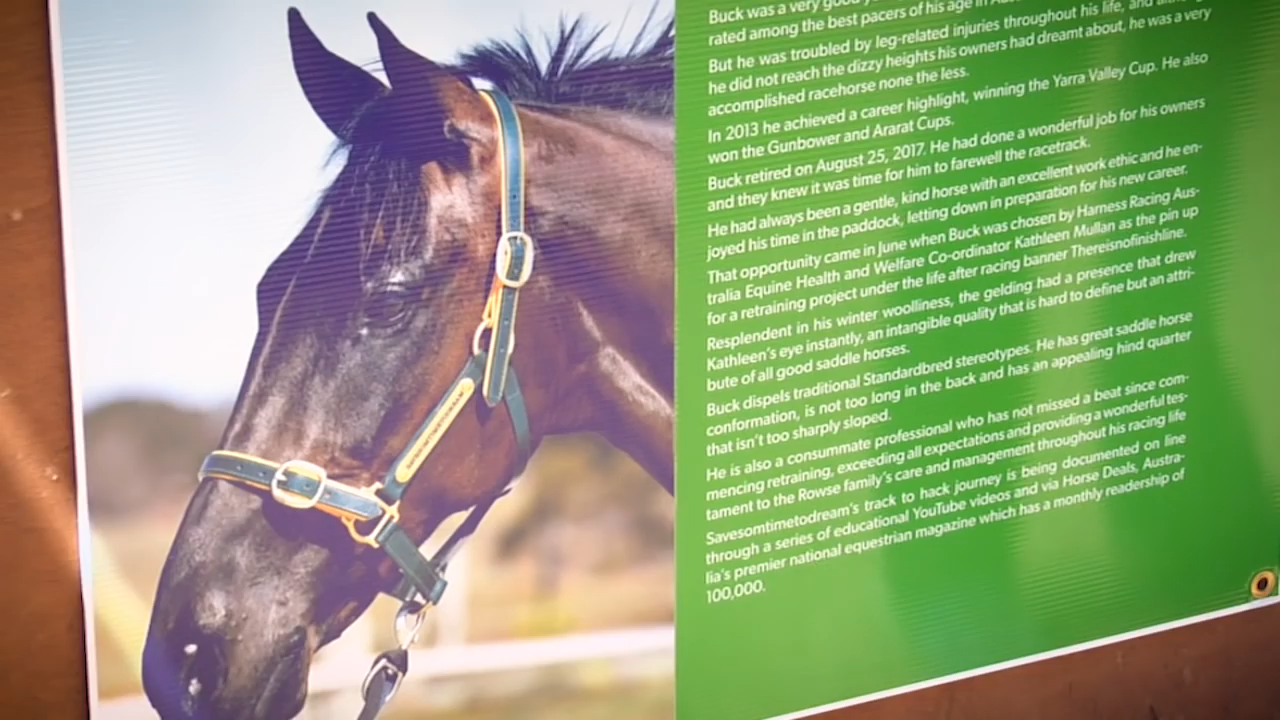 Buck was a very good
rated among the best pacers of his age in
But he was troubled by leg-related injuries throughout his life, and
he did not reach the dizzy heights his owners had dreamt about, he was a very
accomplished racehorse none the less.
In 2013 he achieved a career highlight, winning the Yarra Valley Cup. He also
won the Gunbower and Ararat Cups.
Buck retired on August 25, 2017. He had done a wonderful job for his owners
and they knew it was time for him to farewell the racetrack.
He had always been a gentle, kind horse with an excellent work ethic and he en-
joyed his time in the paddock, letting down in preparation for his new career.
That opportunity came in June when Buck was chosen by Harness Racing Aus-
tralia Equine Health and Welfare Co-ordinator Kathleen Mullan as the pin up
for a retraining project under the life after racing banner Thereisnofinishline.
Resplendent in his winter woolliness, the gelding had a presence that drew
Kathleen's eye instantly, an intangible quality that is hard to define but an attri-
bute of all good saddle horses.
Buck dispels traditional Standardbred stereotypes. He has great saddle horse
conformation, is not too long in the back and has an appealing hind quarter
that isn't too sharply sloped.
He is also a consummate professional who has not missed a beat since com-
mencing retraining, exceeding all expectations and providing a wonderful tes-
tament to the Rowse family's care and management throughout his racing life
Savesomtimetodream's track to hack journey is being documented on line
through a series of educational YouTube videos and via Horse Deals, Austra-
lia's premier national equestrian magazine which has a monthly readership of
100,000.